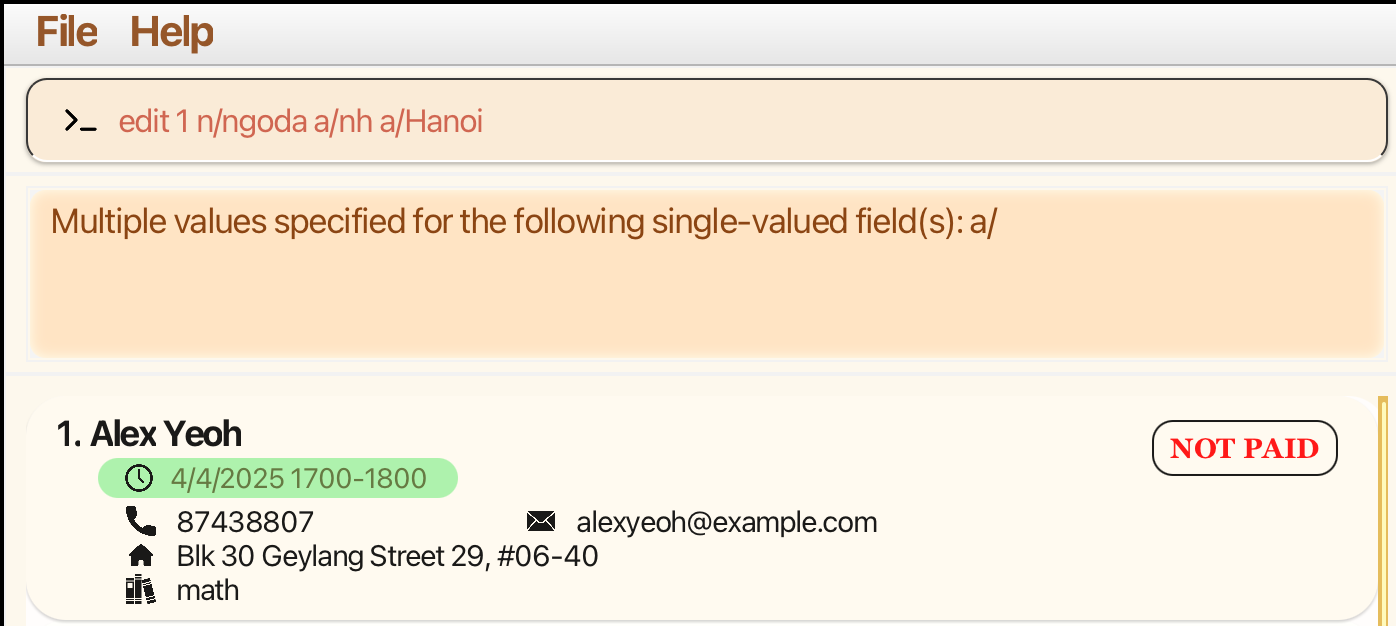 File Help
edit 1 n/ngoda a/nh a/Hanoi
Multiple values specified for the following single-valued field(s): a/
1. Alex Yeoh
NOT PAID
4/4/2025 1700-1800
87438807 alexyeoh@example.com
Blk 30 Geylang Street 29, #06-40
math